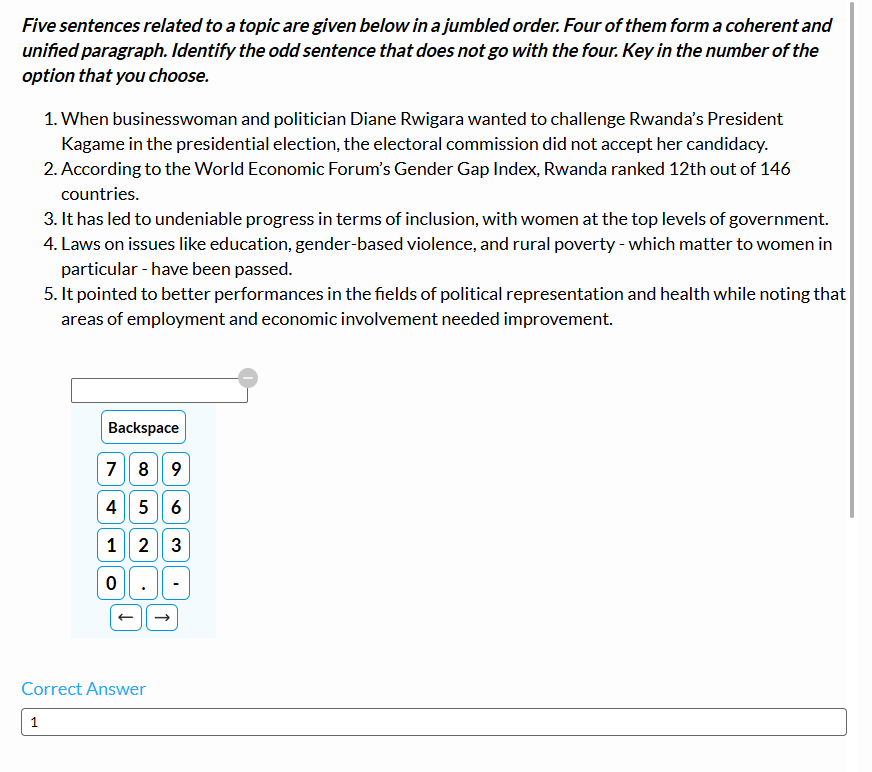 Five sentences related to a topic are given below in a jumbled order. Four of them form a coherent and
unified paragraph. Identify the odd sentence that does not go with the four. Key in the number of the
option that you choose.
1. When businesswoman and politician Diane Rwigara wanted to challenge Rwanda's President
Kagame in the presidential election, the electoral commission did not accept her candidacy.
2. According to the World Economic Forum's Gender Gap Index, Rwanda ranked 12th out of 146
countries.
3. It has led to undeniable progress in terms of inclusion, with women at the top levels of government.
4. Laws on issues like education, gender-based violence, and rural poverty - which matter to women in
particular - have been passed.
5. It pointed to better performances in the fields of political representation and health while noting that
areas of employment and economic involvement needed improvement.
Backspace
7 8 9
4 5 6
1 2 3
0 . -
← →
Correct Answer
1